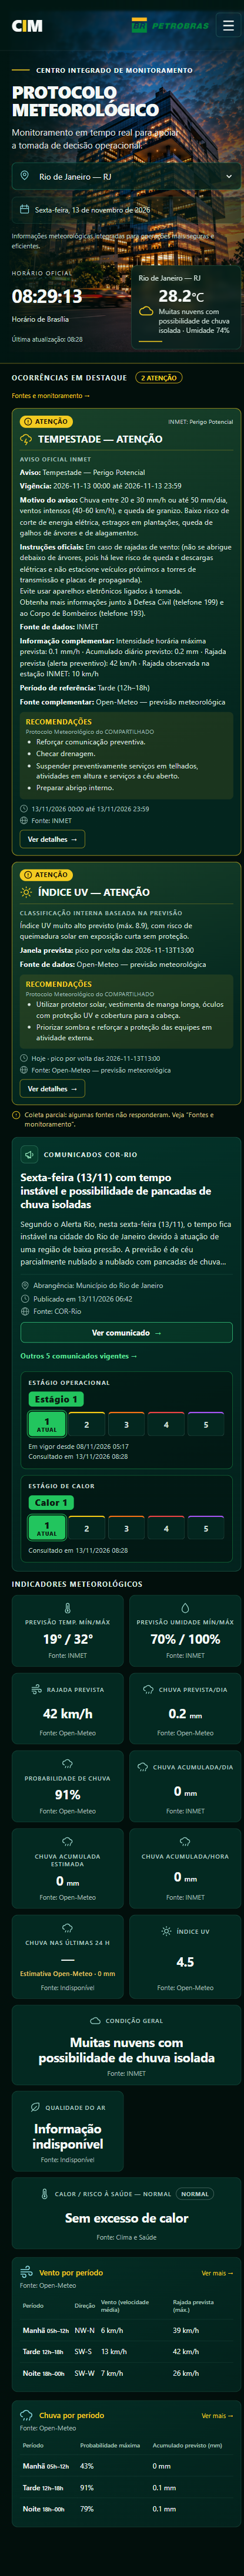 CIM
BR PETROBRAS
CENTRO INTEGRADO DE MONITORAMENTO
PROTOCOLO
METEOROLÓGICO
Monitoramento em tempo real para apoiar
a tomada de decisão operacional.
Rio de Janeiro — RJ
Sexta-feira, 13 de novembro de 2026
Informações meteorológicas integradas para operações mais seguras e
eficientes.
HORÁRIO OFICIAL
08:29:13
Horário de Brasília
Última atualização: 08:28
Rio de Janeiro — RJ
28.2°C
Muitas nuvens com
possibilidade de chuva
isolada · Umidade 74%
OCORRÊNCIAS EM DESTAQUE
2 ATENÇÃO
Fontes e monitoramento →
ATENÇÃO
INMET: Perigo Potencial
TEMPESTADE — ATENÇÃO
AVISO OFICIAL INMET
Aviso: Tempestade — Perigo Potencial
Vigência: 2026-11-13 00:00 até 2026-11-13 23:59
Motivo do aviso: Chuva entre 20 e 30 mm/h ou até 50 mm/dia,
ventos intensos (40-60 km/h), e queda de granizo. Baixo risco de
corte de energia elétrica, estragos em plantações, queda de
galhos de árvores e de alagamentos.
Instruções oficiais: Em caso de rajadas de vento: (não se abrigue
debaixo de árvores, pois há leve risco de queda e descargas
elétricas e não estacione veículos próximos a torres de
transmissão e placas de propaganda).
Evite usar aparelhos eletrônicos ligados à tomada.
Obtenha mais informações junto à Defesa Civil (telefone 199) e
ao Corpo de Bombeiros (telefone 193).
Fonte de dados: INMET
Informação complementar: Intensidade horária máxima
prevista: 0.1 mm/h · Acumulado diário previsto: 0.2 mm · Rajada
prevista (alerta preventivo): 42 km/h · Rajada observada na
estação INMET: 10 km/h
Período de referência: Tarde (12h–18h)
Fonte complementar: Open-Meteo — previsão meteorológica
RECOMENDAÇÕES
Protocolo Meteorológico do COMPARTILHADO
• Reforçar comunicação preventiva.
• Checar drenagem.
• Suspender preventivamente serviços em telhados,
atividades em altura e serviços a céu aberto.
• Preparar abrigo interno.
13/11/2026 00:00 até 13/11/2026 23:59
Fonte: INMET
Ver detalhes →
ATENÇÃO
ÍNDICE UV — ATENÇÃO
CLASSIFICAÇÃO INTERNA BASEADA NA PREVISÃO
Índice UV muito alto previsto (máx. 8.9), com risco de
queimadura solar em exposição curta sem proteção.
Janela prevista: pico por volta das 2026-11-13T13:00
Fonte de dados: Open-Meteo — previsão meteorológica
RECOMENDAÇÕES
Protocolo Meteorológico do COMPARTILHADO
• Utilizar protetor solar, vestimenta de manga longa, óculos
com proteção UV e cobertura para a cabeça.
• Priorizar sombra e reforçar a proteção das equipes em
atividade externa.
Hoje · pico por volta das 2026-11-13T13:00
Fonte: Open-Meteo — previsão meteorológica
Ver detalhes →
Coleta parcial: algumas fontes não responderam. Veja "Fontes e
monitoramento".
COMUNICADOS COR-RIO
Sexta-feira (13/11) com tempo
instável e possibilidade de pancadas de
chuva isoladas
Segundo o Alerta Rio, nesta sexta-feira (13/11), o tempo fica
instável na cidade do Rio de Janeiro devido à atuação de
uma região de baixa pressão. A previsão é de céu
parcialmente nublado a nublado com pancadas de chuva...
Abrangência: Município do Rio de Janeiro
Publicado em 13/11/2026 06:42
Fonte: COR-Rio
Ver comunicado →
Outros 5 comunicados vigentes →
ESTÁGIO OPERACIONAL
Estágio 1
1 ATUAL 2 3 4 5
Em vigor desde 08/11/2026 05:17
Consultado em 13/11/2026 08:28
ESTÁGIO DE CALOR
Calor 1
1 ATUAL 2 3 4 5
Consultado em 13/11/2026 08:28
INDICADORES METEOROLÓGICOS
PREVISÃO TEMP. MÍN/MÁX
19° / 32°
Fonte: INMET
PREVISÃO UMIDADE MÍN/MÁX
70% / 100%
Fonte: INMET
RAJADA PREVISTA
42 km/h
Fonte: Open-Meteo
CHUVA PREVISTA/DIA
0.2 mm
Fonte: Open-Meteo
PROBABILIDADE DE CHUVA
91%
Fonte: Open-Meteo
CHUVA ACUMULADA/DIA
0 mm
Fonte: INMET
CHUVA ACUMULADA
ESTIMADA
0 mm
Fonte: Open-Meteo
CHUVA ACUMULADA/HORA
0 mm
Fonte: INMET
CHUVA NAS ÚLTIMAS 24 H
—
Estimativa Open-Meteo · 0 mm
Fonte: Indisponível
ÍNDICE UV
4.5
Fonte: Open-Meteo
CONDIÇÃO GERAL
Muitas nuvens com
possibilidade de chuva isolada
Fonte: INMET
QUALIDADE DO AR
Informação
indisponível
Fonte: Indisponível
CALOR / RISCO À SAÚDE — NORMAL NORMAL
Sem excesso de calor
Fonte: Clima e Saúde
Vento por período Ver mais →
Fonte: Open-Meteo
Período Direção Vento (velocidade média) Rajada prevista (máx.)
Manhã 05h–12h NW-N 6 km/h 39 km/h
Tarde 12h–18h SW-S 13 km/h 42 km/h
Noite 18h–00h SW-W 7 km/h 26 km/h
Chuva por período Ver mais →
Fonte: Open-Meteo
Período Probabilidade máxima Acumulado previsto (mm)
Manhã 05h–12h 43% 0 mm
Tarde 12h–18h 91% 0.1 mm
Noite 18h–00h 79% 0.1 mm